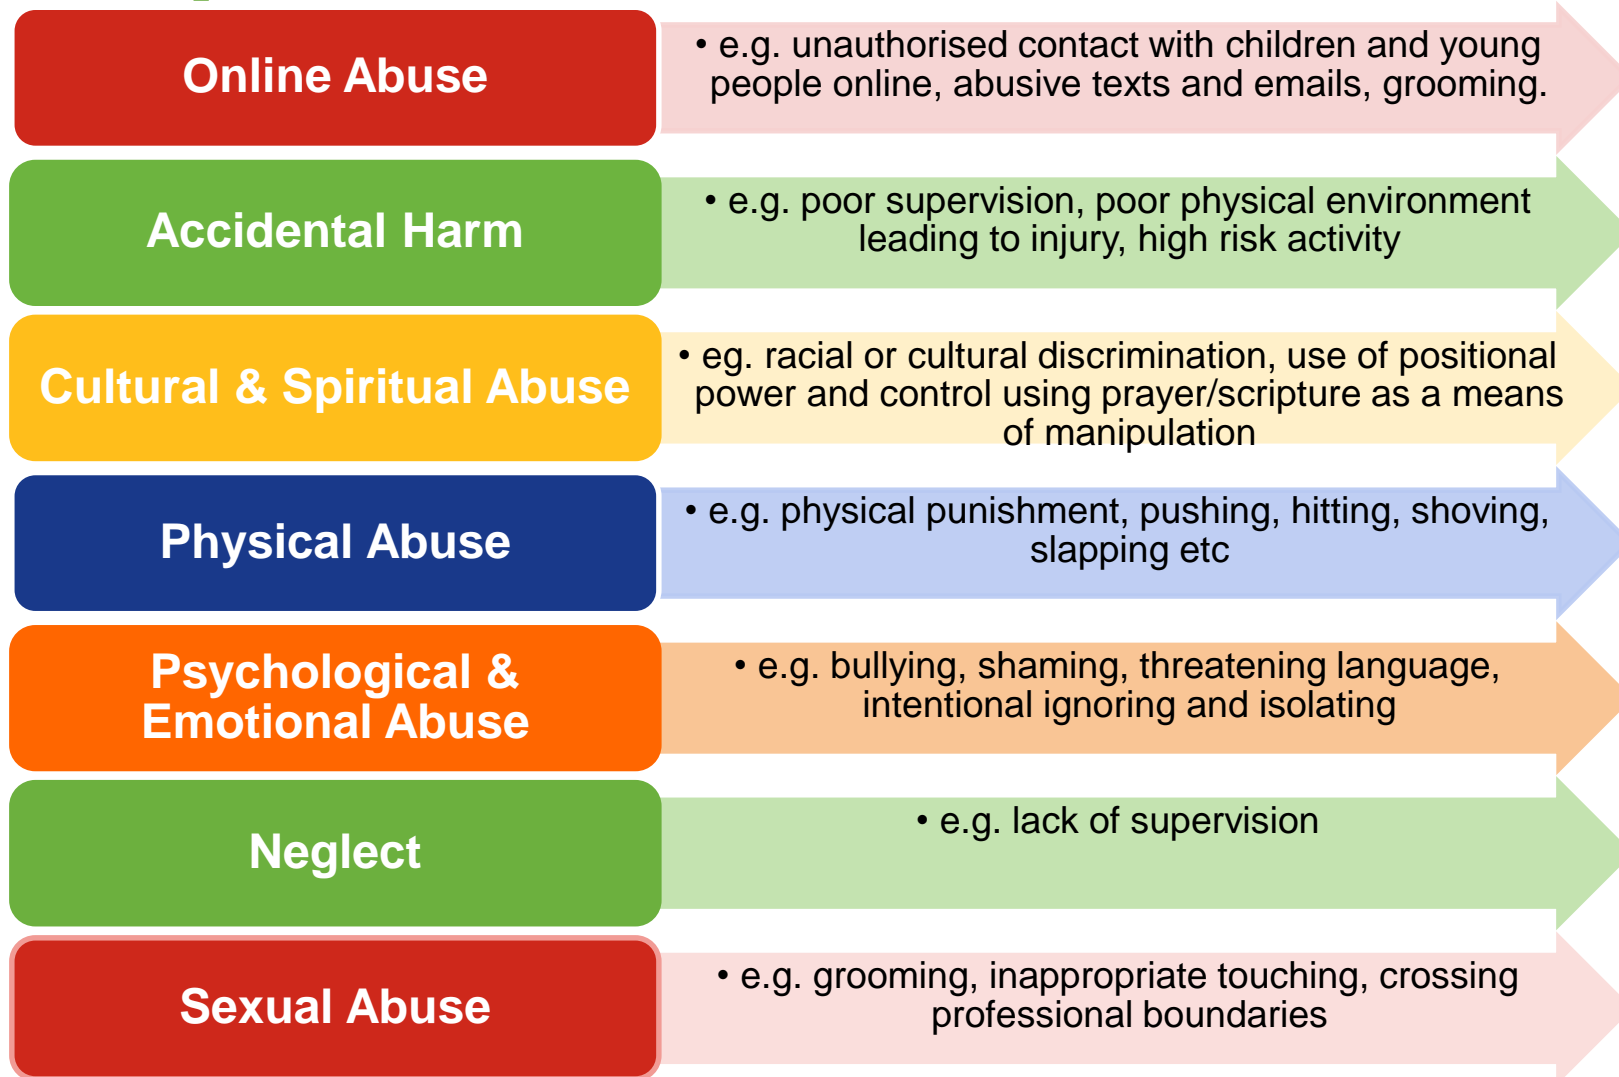 Online Abuse
• e.g. unauthorised contact with children and young
people online, abusive texts and emails, grooming.
Accidental Harm
• e.g. poor supervision, poor physical environment
leading to injury, high risk activity
Cultural & Spiritual Abuse
• eg. racial or cultural discrimination, use of positional
power and control using prayer/scripture as a means
of manipulation
Physical Abuse
• e.g. physical punishment, pushing, hitting, shoving,
slapping etc
Psychological &
Emotional Abuse
• e.g. bullying, shaming, threatening language,
intentional ignoring and isolating
Neglect
• e.g. lack of supervision
Sexual Abuse
• e.g. grooming, inappropriate touching, crossing
professional boundaries